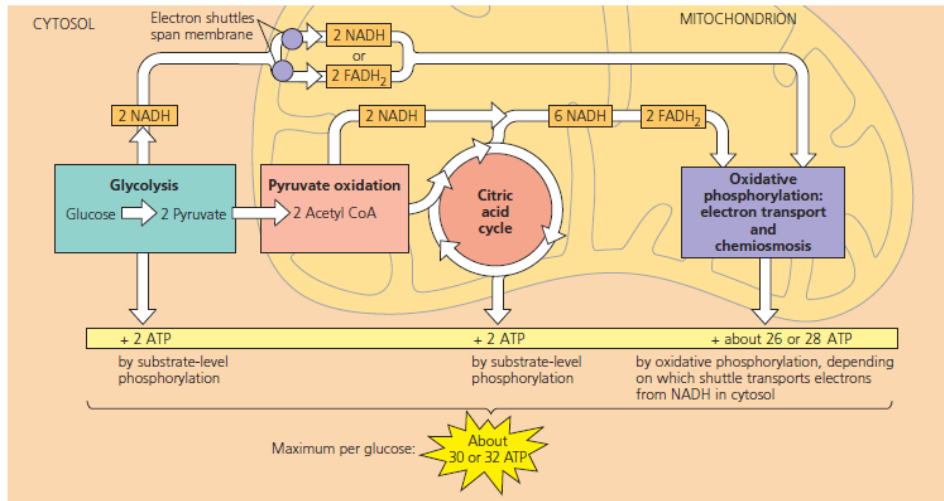 CYTOSOL
Electron shuttles
span membrane
MITOCHONDRION
2 NADH
or
2 FADH₂
2 NADH
2 NADH
6 NADH
2 FADH₂
Glycolysis
Glucose
2 Pyruvate
Pyruvate oxidation
2 Acetyl CoA
Citric
acid
cycle
Oxidative
phosphorylation:
electron transport
and
chemiosmosis
+ 2 ATP
+ 2 ATP
+ about 26 or 28 ATP
by substrate-level
phosphorylation
by substrate-level
phosphorylation
by oxidative phosphorylation, depending
on which shuttle transports electrons
from NADH in cytosol
Maximum per glucose:
About
30 or 32 ATP